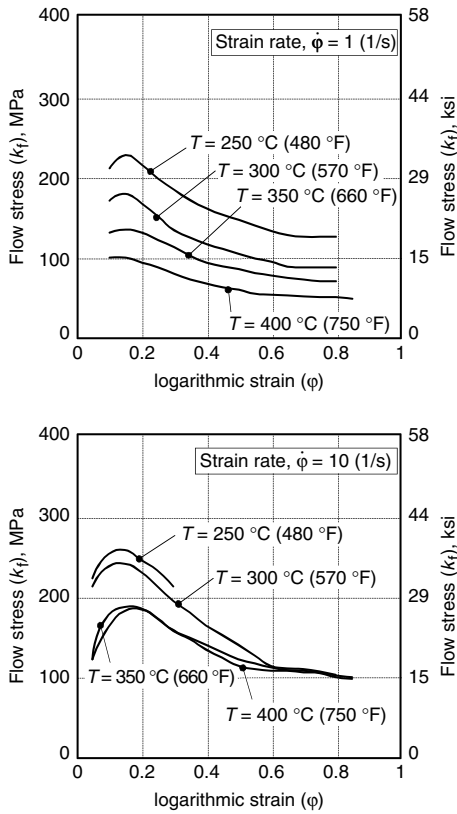 400
58
Strain rate, φ̇ = 1 (1/s)
300
44
T = 250 °C (480 °F)
T = 300 °C (570 °F)
200
29
T = 350 °C (660 °F)
100
15
T = 400 °C (750 °F)
0
0
0
0.2
0.4
0.6
0.8
1
Flow stress (kf), MPa
Flow stress (kf), ksi
logarithmic strain (φ)
400
58
Strain rate, φ̇ = 10 (1/s)
300
44
T = 250 °C (480 °F)
T = 300 °C (570 °F)
200
29
T = 350 °C (660 °F)
100
15
T = 400 °C (750 °F)
0
0
0
0.2
0.4
0.6
0.8
1
Flow stress (kf), MPa
Flow stress (kf), ksi
logarithmic strain (φ)